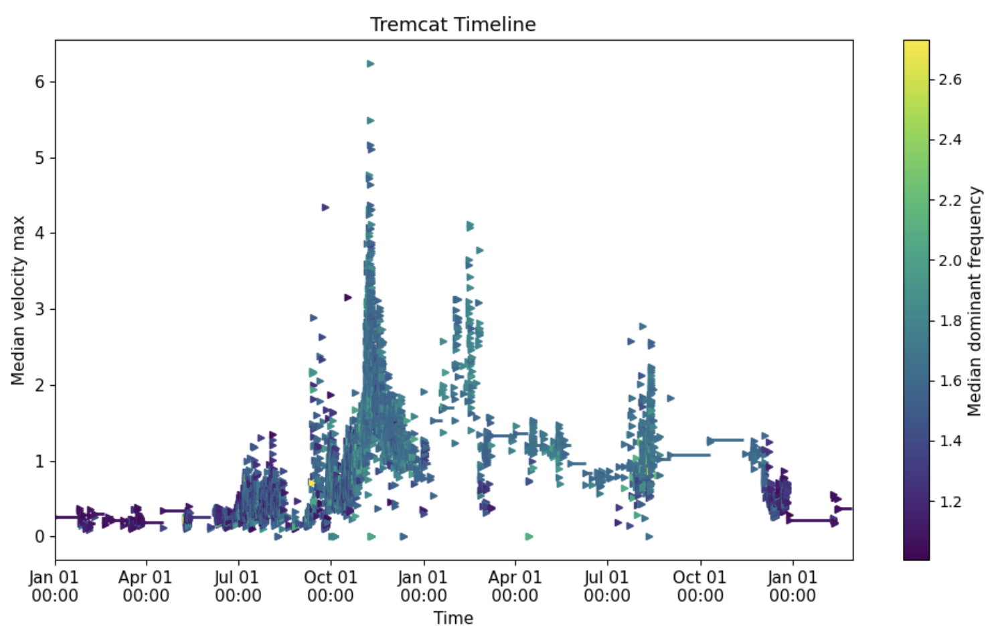 Tremcat Timeline
6
5
4
3
2
1
0
Median velocity max
Jan 01
00:00
Apr 01
00:00
Jul 01
00:00
Oct 01
00:00
Jan 01
00:00
Apr 01
00:00
Jul 01
00:00
Oct 01
00:00
Jan 01
00:00
Time
2.6
2.4
2.2
2.0
1.8
1.6
1.4
1.2
Median dominant frequency